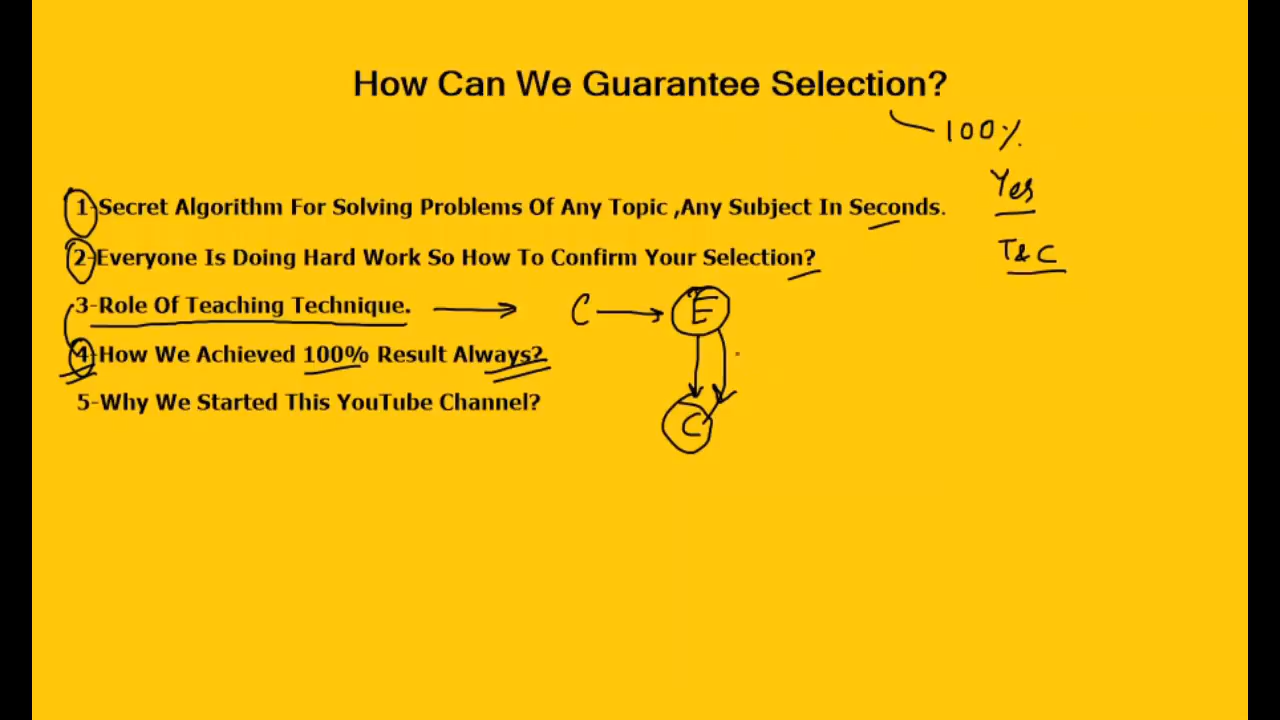 How Can We Guarantee Selection?
100%
Yes
1-Secret Algorithm For Solving Problems Of Any Topic ,Any Subject In Seconds.
T&C
2-Everyone Is Doing Hard Work So How To Confirm Your Selection?
3-Role Of Teaching Technique. C E
4-How We Achieved 100% Result Always?
5-Why We Started This YouTube Channel?
C